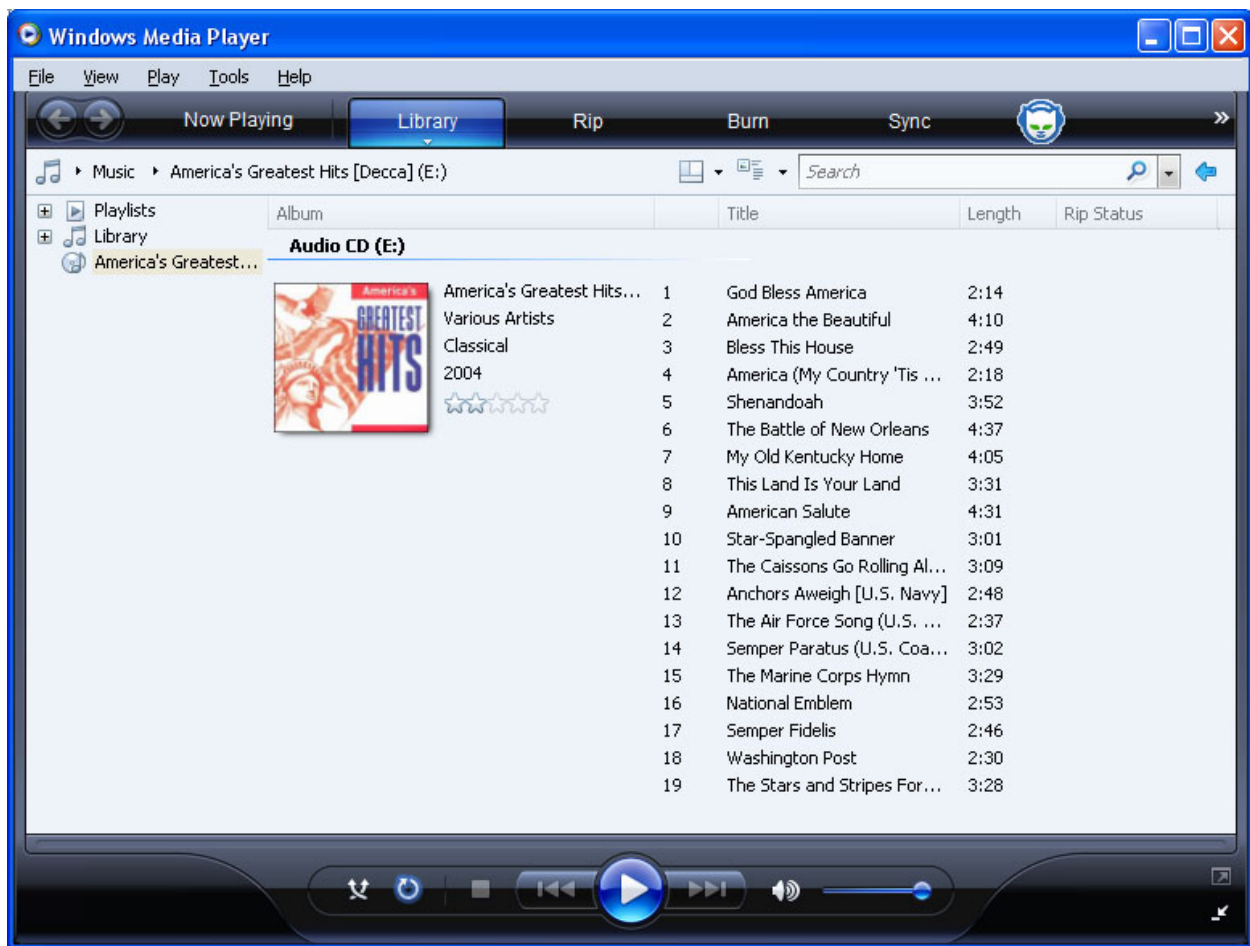 Windows Media Player
File View Play Tools Help
Now Playing Library Rip Burn Sync »
Music America's Greatest Hits [Decca] (E:) Search
Playlists
Library
America's Greatest...
Album Title Length Rip Status
Audio CD (E:)
America's
GREATEST
HITS
America's Greatest Hits...
Various Artists
Classical
2004
1 God Bless America 2:14
2 America the Beautiful 4:10
3 Bless This House 2:49
4 America (My Country 'Tis ... 2:18
5 Shenandoah 3:52
6 The Battle of New Orleans 4:37
7 My Old Kentucky Home 4:05
8 This Land Is Your Land 3:31
9 American Salute 4:31
10 Star-Spangled Banner 3:01
11 The Caissons Go Rolling Al... 3:09
12 Anchors Aweigh [U.S. Navy] 2:48
13 The Air Force Song (U.S. ... 2:37
14 Semper Paratus (U.S. Coa... 3:02
15 The Marine Corps Hymn 3:29
16 National Emblem 2:53
17 Semper Fidelis 2:46
18 Washington Post 2:30
19 The Stars and Stripes For... 3:28